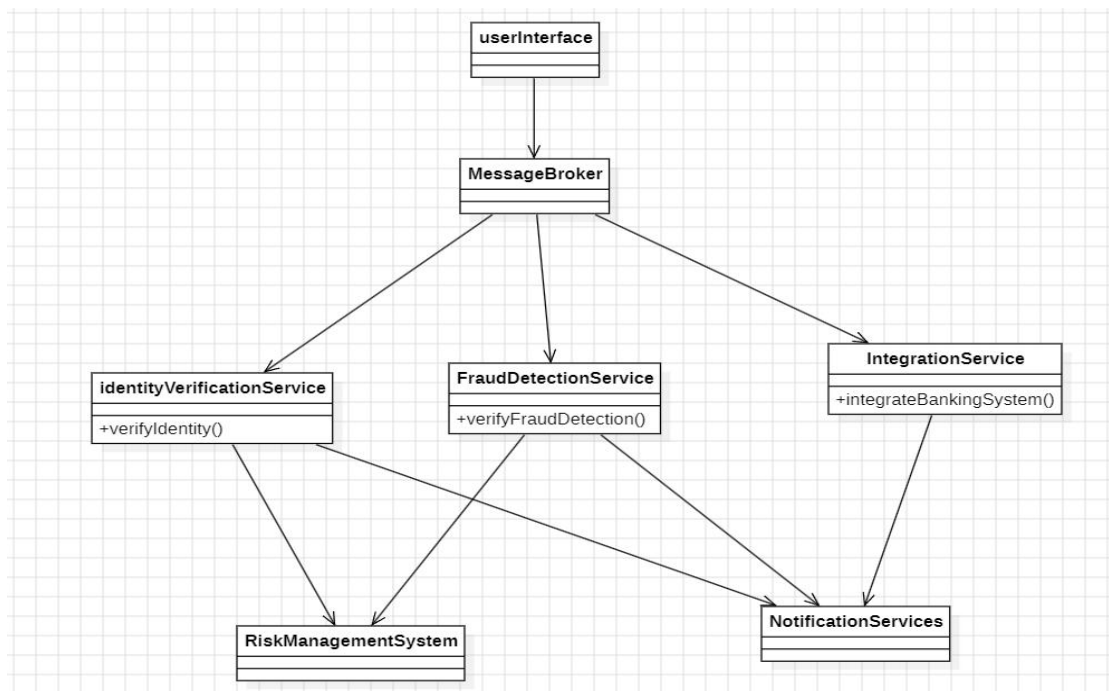 userInterface
MessageBroker
identityVerificationService
+verifyIdentity()
FraudDetectionService
+verifyFraudDetection()
IntegrationService
+integrateBankingSystem()
RiskManagementSystem
NotificationServices